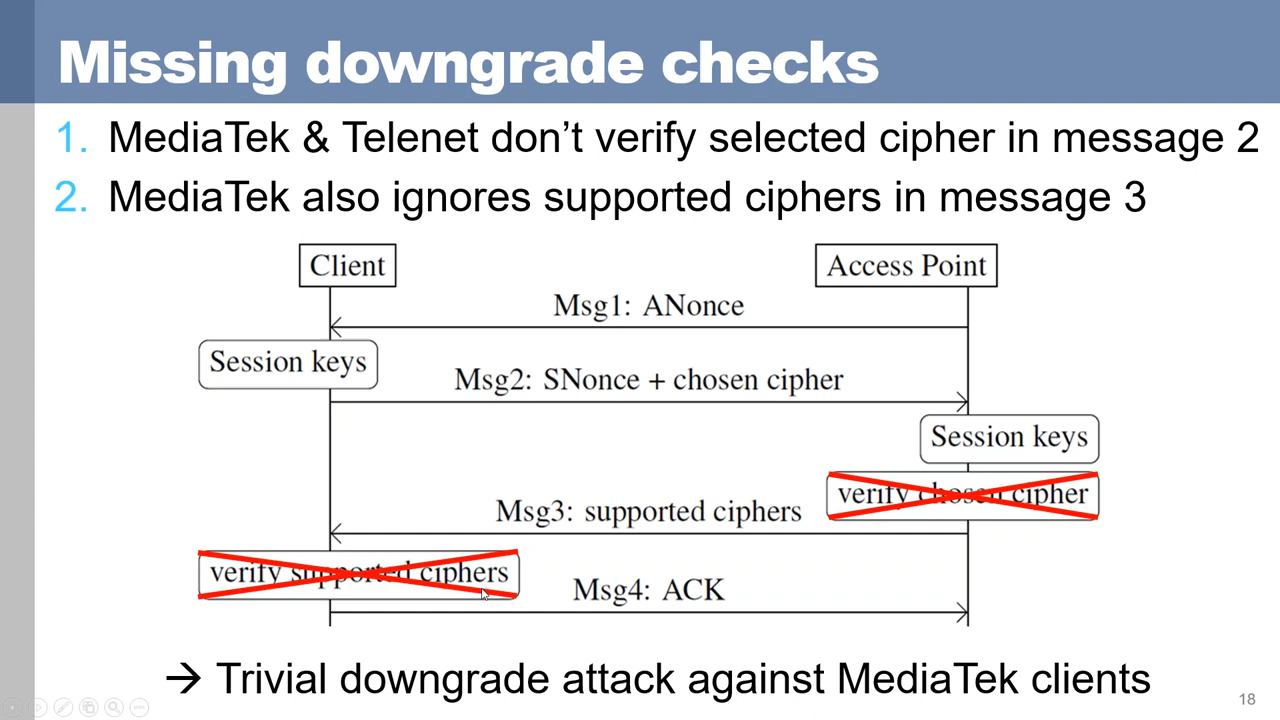 Missing downgrade checks
1. MediaTek & Telenet don’t verify selected cipher in message 2
2. MediaTek also ignores supported ciphers in message 3
Client
Access Point
Msg1: ANonce
Session keys
Msg2: SNonce + chosen cipher
Session keys
verify chosen cipher
Msg3: supported ciphers
verify supported ciphers
Msg4: ACK
→ Trivial downgrade attack against MediaTek clients
18